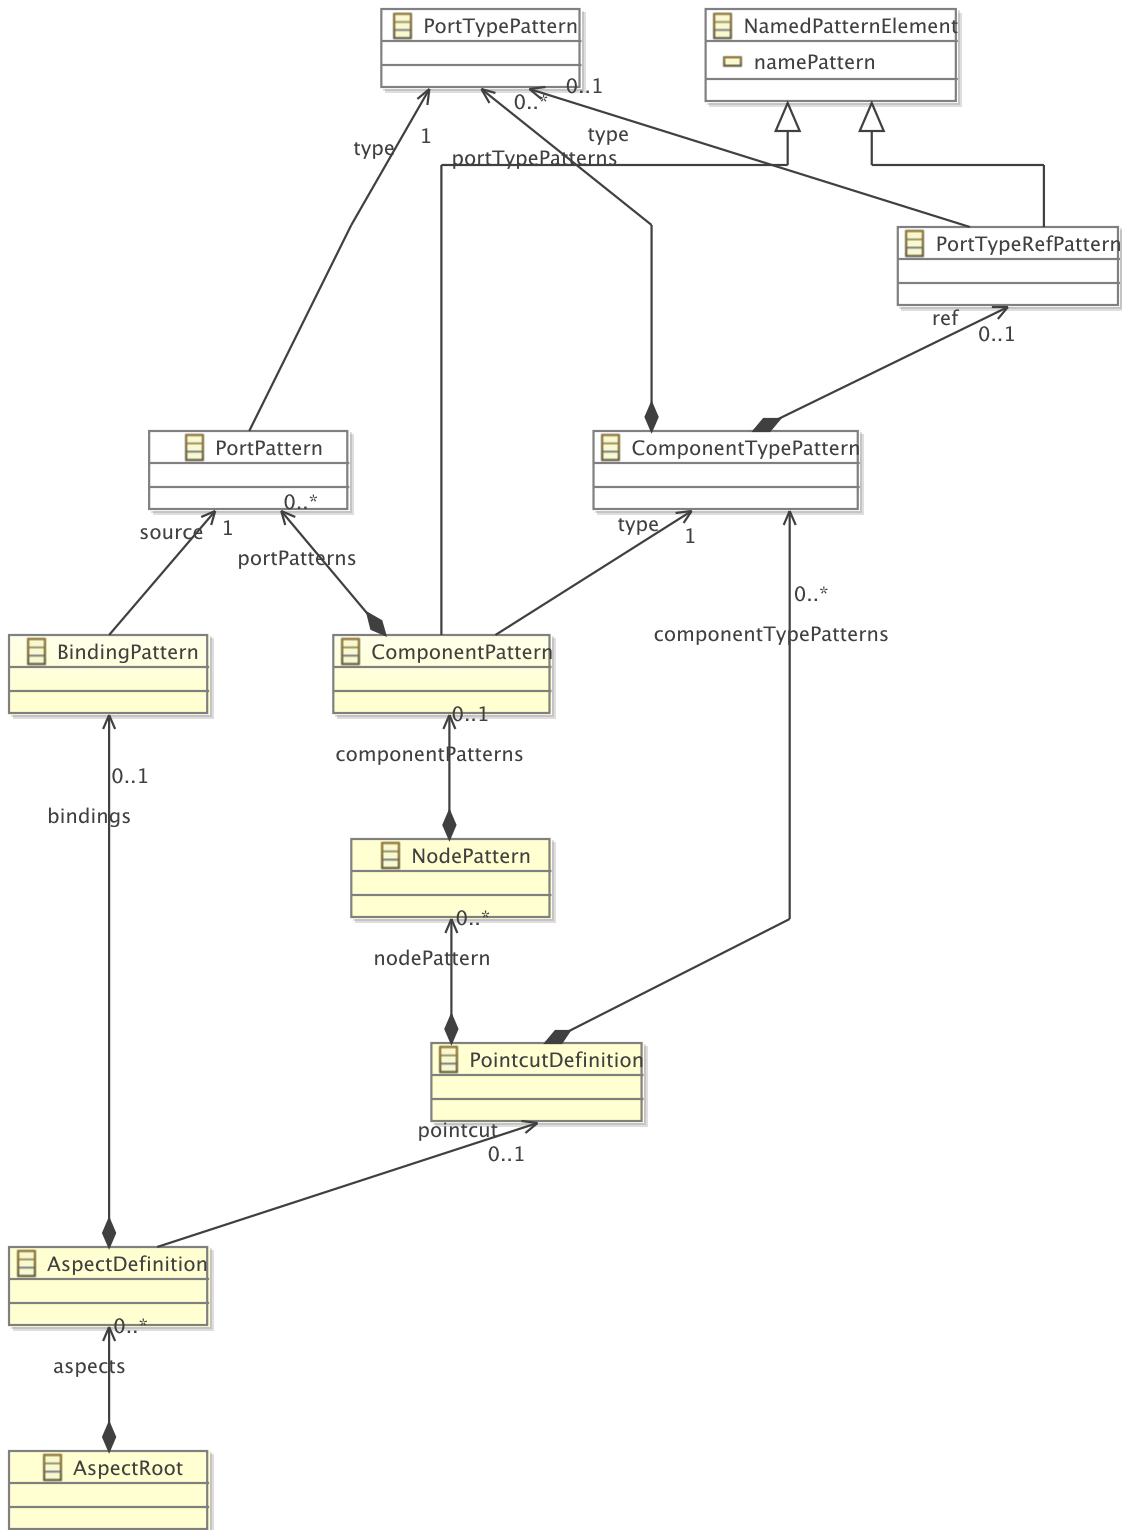 PortTypePattern
NamedPatternElement
namePattern
0..1
0..*
1
type
type
portTypePatterns
PortTypeRefPattern
ref
0..1
PortPattern
ComponentTypePattern
0..*
source
1
type
1
portPatterns
0..*
componentTypePatterns
BindingPattern
ComponentPattern
0..1
componentPatterns
0..1
bindings
NodePattern
0..*
nodePattern
PointcutDefinition
pointcut
0..1
AspectDefinition
0..*
aspects
AspectRoot